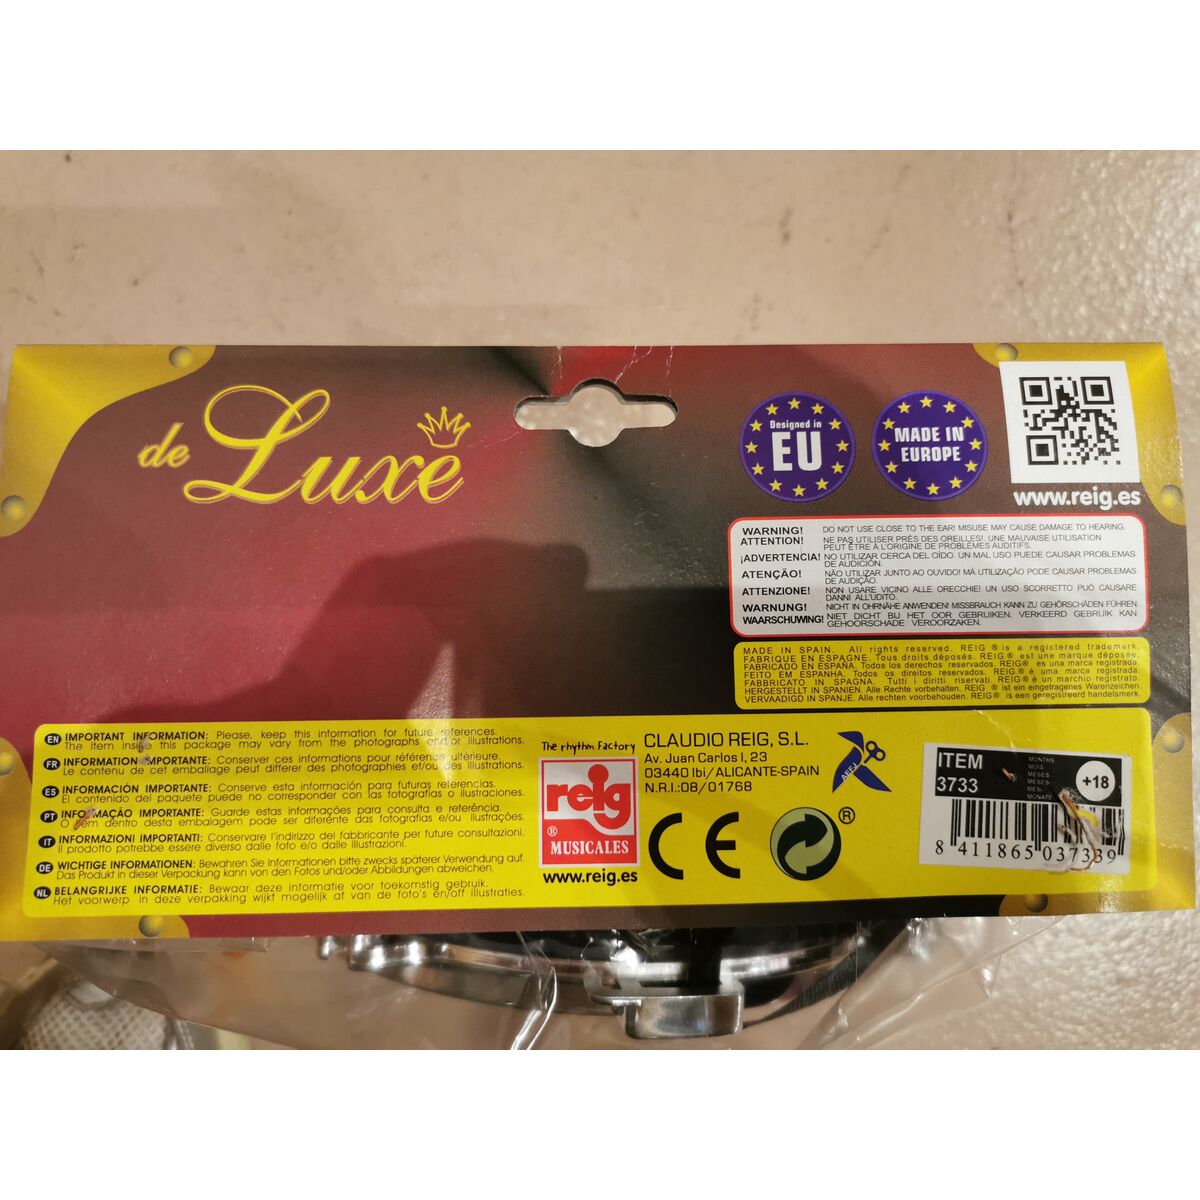 de Luxe
Designed in
EU
MADE IN
EUROPE
www.reig.es
WARNING! DO NOT USE CLOSE TO THE EAR! MISUSE MAY CAUSE DAMAGE TO HEARING.
ATTENTION! NE PAS UTILISER PRÈS DES OREILLES!. UNE MAUVAISE UTILISATION
PEUT ÊTRE À L'ORIGINE DE PROBLÈMES AUDITIFS.
¡ADVERTENCIA! NO UTILIZAR CERCA DEL OÍDO. UN MAL USO PUEDE CAUSAR PROBLEMAS
DE AUDICIÓN.
ATENÇÃO! NÃO UTILIZAR JUNTO AO OUVIDO! MÁ UTILIZAÇÃO PODE CAUSAR PROBLEMAS
DE AUDIÇÃO.
ATTENZIONE! NON USARE VICINO ALLE ORECCHIE! UN USO SCORRETTO PUÒ CAUSARE
DANNI ALL'UDITO.
WARNUNG! NICHT IN OHRNÄHE ANWENDEN! MISSBRAUCH KANN ZU GEHÖRSCHÄDEN FÜHREN.
WAARSCHUWING! NIET DICHT BIJ HET OOR GEBRUIKEN. VERKEERD GEBRUIK KAN
GEHOORSCHADE VEROORZAKEN.
MADE IN SPAIN. All rights reserved. REIG ® is a registered trademark.
FABRIQUE EN ESPAGNE. Tous droits déposés. REIG ® est une marque déposée.
FABRICADO EN ESPAÑA. Todos los derechos reservados. REIG® es una marca registrada.
FEITO EM ESPANHA. Todos os direitos reservados. REIG ® é uma marca registrada.
FABBRICATO IN SPAGNA. Tutti i diritti riservati. REIG ® è un marchio registrato.
HERGESTELLT IN SPANIEN. Alle Rechte vorbehalten. REIG ® ist ein eingetragenes Warenzeichen.
VERVAARDIGD IN SPANJE. Alle rechten voorbehouden. REIG ® is een geregisreerd handelsmerk.
EN IMPORTANT INFORMATION: Please, keep this information for future references.
The item inside this package may vary from the photographs and/or illustrations.
FR INFORMATION IMPORTANTE: Conserver ces informations pour référence ultérieure.
Le contenu de cet emballage peut differer des photographies et/ou des illustrations.
ES INFORMACIÓN IMPORTANTE: Conserve esta información para futuras referencias.
El contenido del paquete puede no corresponder con las fotografías o ilustraciones.
PT INFORMAÇÃO IMPORTANTE: Guarde estas informações para consulta e referência.
O item dentro desta embalagem pode ser diferente das fotografias e/ou ilustrações.
IT INFORMAZIONI IMPORTANTI: Conservare l'indirizzo del fabbricante per future consultazioni.
Il prodotto potrebbe essere diverso dalle foto e/o dalle illustrazioni.
DE WICHTIGE INFORMATIONEN: Bewahren Sie Informationen bitte zwecks späterer Verwendung auf.
Das Produkt in dieser Verpackung kann von den Fotos und/oder Abbildungen abweichen.
NL BELANGRIJKE INFORMATIE: Bewaar deze informatie voor toekomstig gebruik.
Het voorwerp in deze verpakking wijkt mogelijk af van de foto's en/off illustraties.
The rhythm factory
reig
® MUSICALES
www.reig.es
CLAUDIO REIG, S.L.
Av. Juan Carlos I, 23
03440 Ibi/ALICANTE-SPAIN
N.R.I.:08/01768
CE
®
AEFJ
ITEM
3733
MONTHS
MOIS
MESES
MESES
MESI
MONATE
+18
8 411865 037339